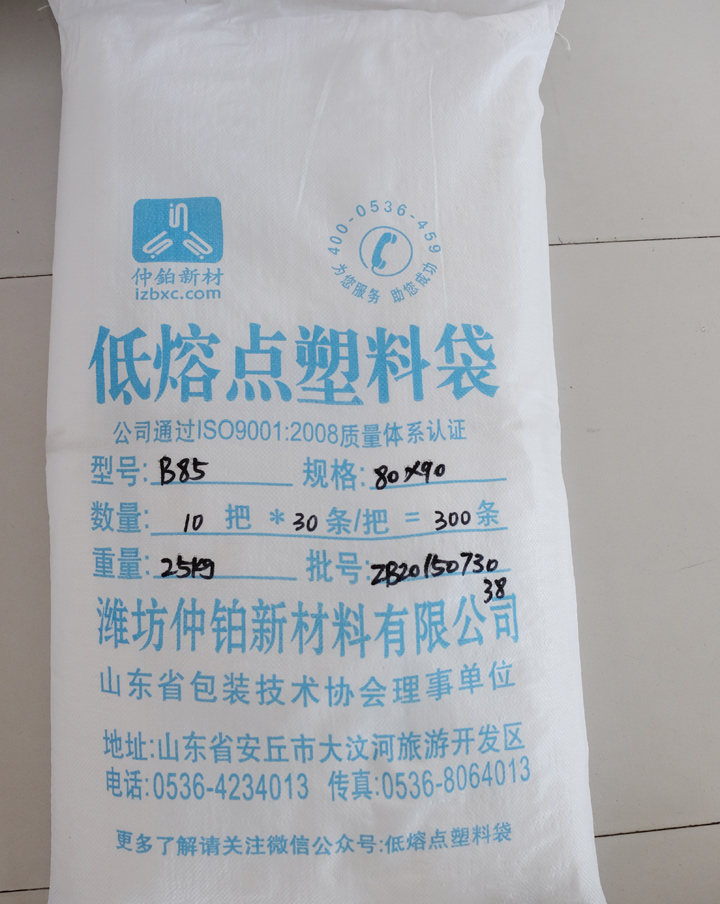 仲铂新材
izbxc.com
400-0536-459
为您服务 助您成功
低熔点塑料袋
公司通过ISO9001:2008质量体系认证
型号: B85 规格: 80×90
数量: 10 把 * 30 条/把 = 300 条
重量: 25kg 批号: ZB20150730
38
潍坊仲铂新材料有限公司
山东省包装技术协会理事单位
地址:山东省安丘市大汶河旅游开发区
电话:0536-4234013 传真:0536-8064013
更多了解请关注微信公众号:低熔点塑料袋